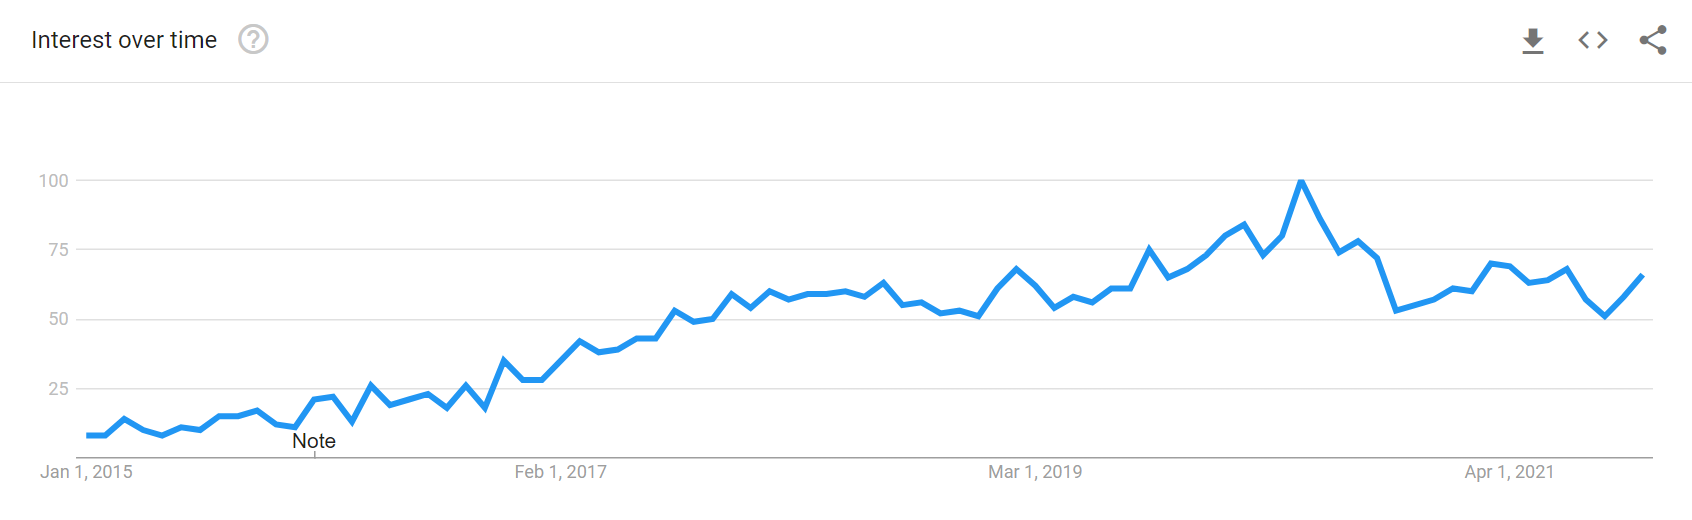 Interest over time ?
100
75
50
25
Note
Jan 1, 2015 Feb 1, 2017 Mar 1, 2019 Apr 1, 2021